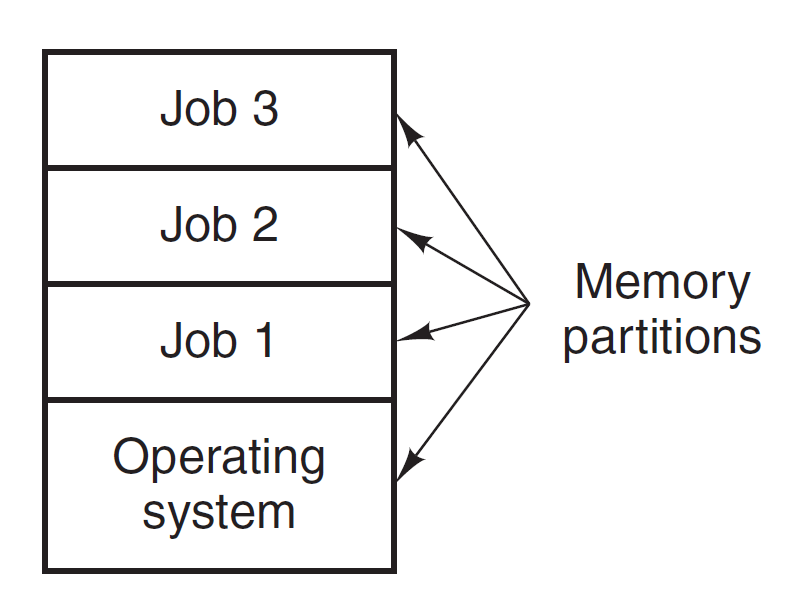 Job 3
Job 2
Job 1
Operating
system
Memory
partitions